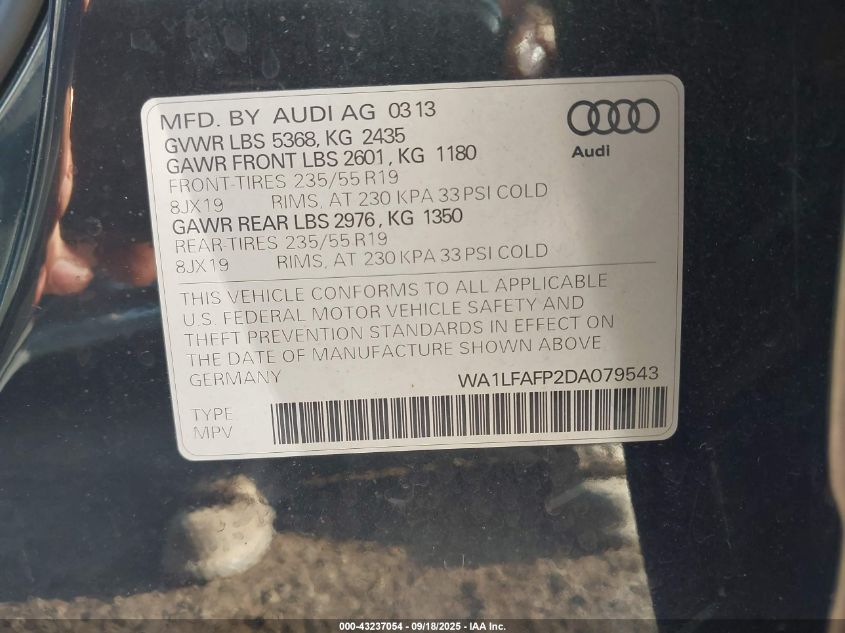 MFD. BY AUDI AG 03 13
GVWR LBS 5368, KG 2435
GAWR FRONT LBS 2601, KG 1180
FRONT-TIRES 235/55 R19
8JX19 RIMS, AT 230 KPA 33 PSI COLD
GAWR REAR LBS 2976, KG 1350
REAR-TIRES 235/55 R19
8JX19 RIMS, AT 230 KPA 33 PSI COLD
Audi
THIS VEHICLE CONFORMS TO ALL APPLICABLE
U.S. FEDERAL MOTOR VEHICLE SAFETY AND
THEFT PREVENTION STANDARDS IN EFFECT ON
THE DATE OF MANUFACTURE SHOWN ABOVE
GERMANY WA1LFAFP2DA079543
TYPE
MPV
000-43237054 - 09/18/2025 - IAA Inc.